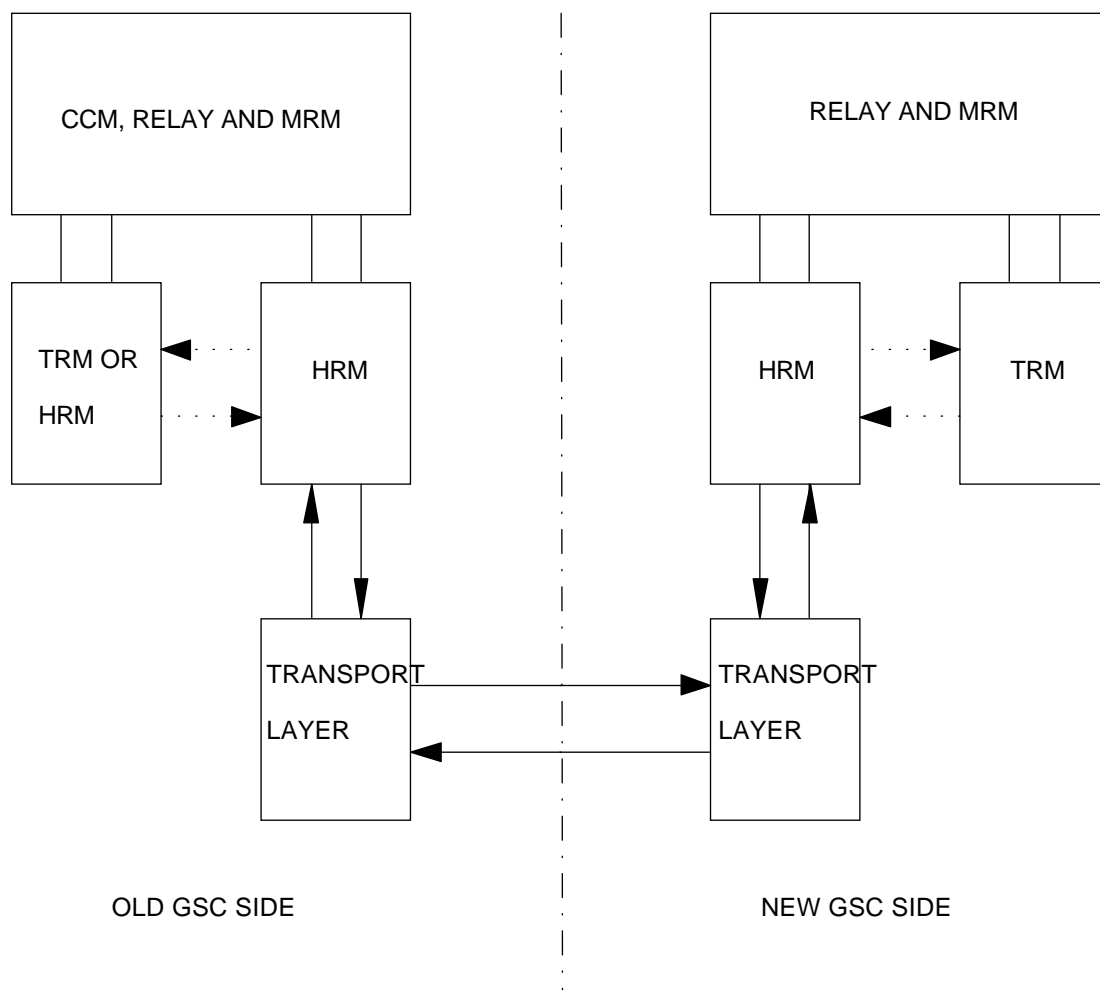 CCM, RELAY AND MRM
RELAY AND MRM
TRM OR
HRM
HRM
HRM
TRM
TRANSPORT
LAYER
TRANSPORT
LAYER
OLD GSC SIDE
NEW GSC SIDE